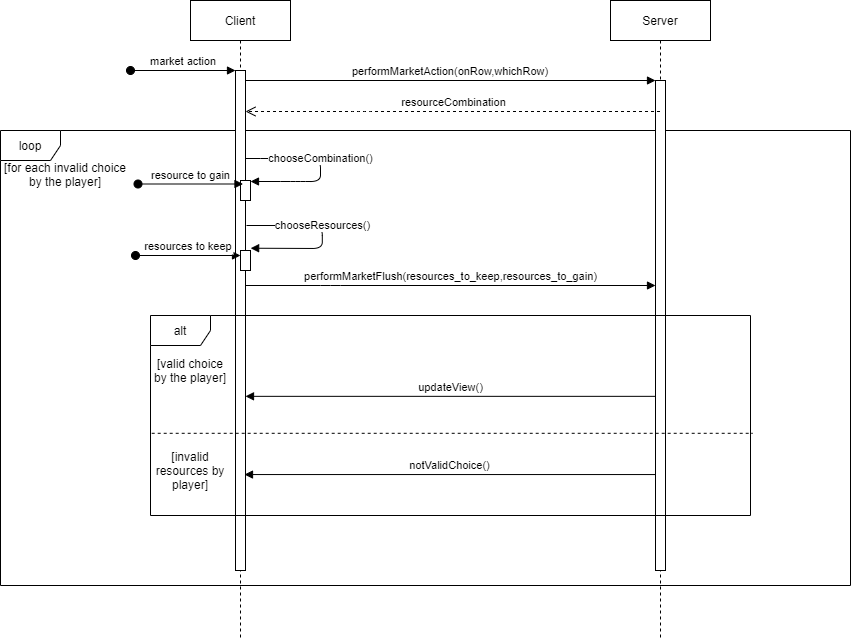 Client
Server
market action
performMarketAction(onRow,whichRow)
resourceCombination
loop
[for each invalid choice
by the player]
chooseCombination()
resource to gain
chooseResources()
resources to keep
performMarketFlush(resources_to_keep,resources_to_gain)
alt
[valid choice
by the player]
updateView()
[invalid
resources by
player]
notValidChoice()